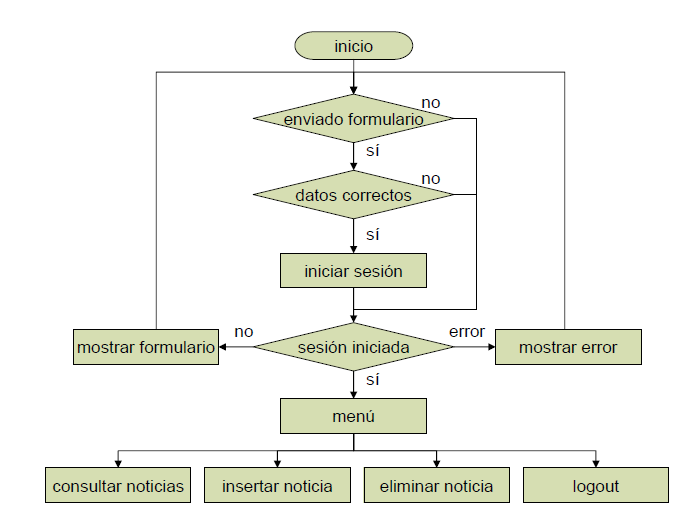 inicio
no
enviado formulario
sí
no
datos correctos
sí
iniciar sesión
no
error
mostrar formulario
sesión iniciada
mostrar error
sí
menú
consultar noticias
insertar noticia
eliminar noticia
logout